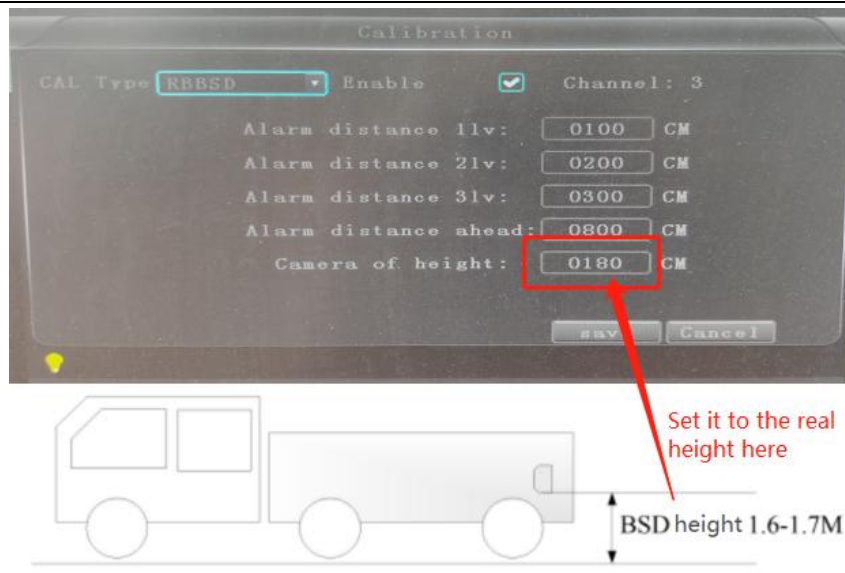 Calibration
CAL Type RBBSD Enable Channel: 3
Alarm distance 1lv: 0100 CM
Alarm distance 2lv: 0200 CM
Alarm distance 3lv: 0300 CM
Alarm distance ahead: 0800 CM
Camera of height: 0180 CM
save Cancel
Set it to the real
height here
BSD height 1.6-1.7M